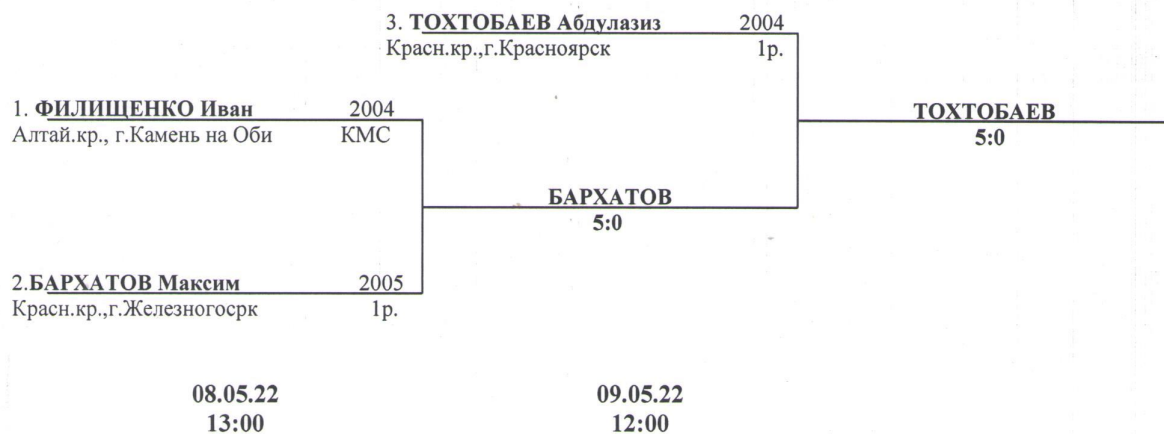 3. ТОХТОБАЕВ Абдулазиз 2004
Красн.кр.,г.Красноярск 1р.
1. ФИЛИЩЕНКО Иван 2004
Алтай.кр., г.Камень на Оби КМС
ТОХТОБАЕВ
5:0
БАРХАТОВ
5:0
2.БАРХАТОВ Максим 2005
Красн.кр.,г.Железногосрк 1р.
08.05.22 09.05.22
13:00 12:00